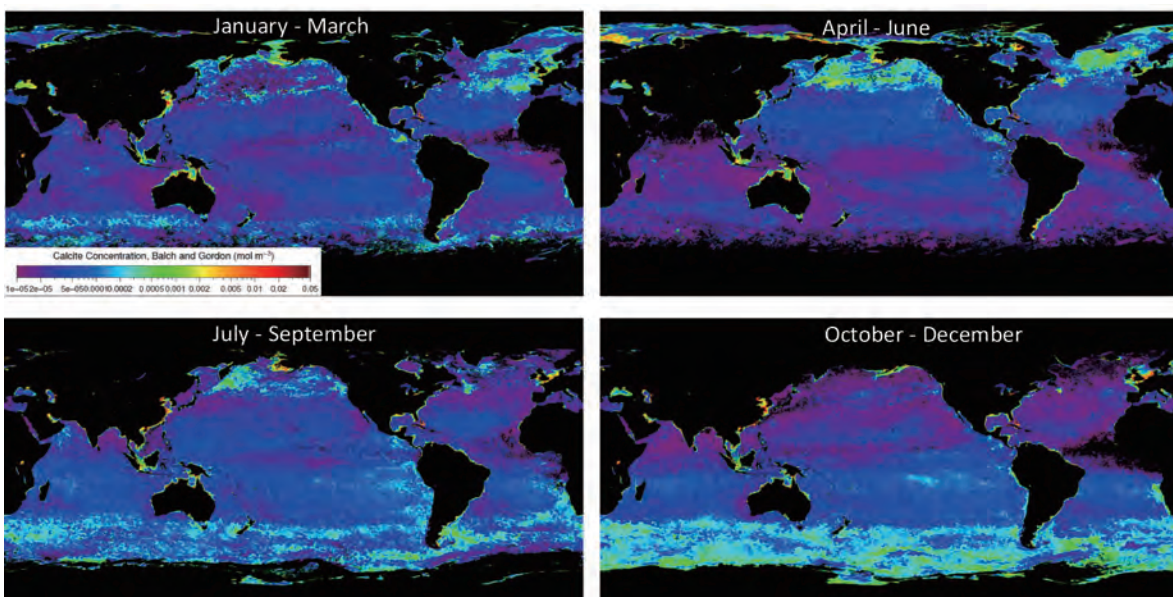 January - March
April - June
Calcite Concentration, Balch and Gordon (mol m⁻³)
1e−052e−05 5e−050.00010.0002 0.0005 0.001 0.002 0.005 0.01 0.02 0.05
July - September
October - December